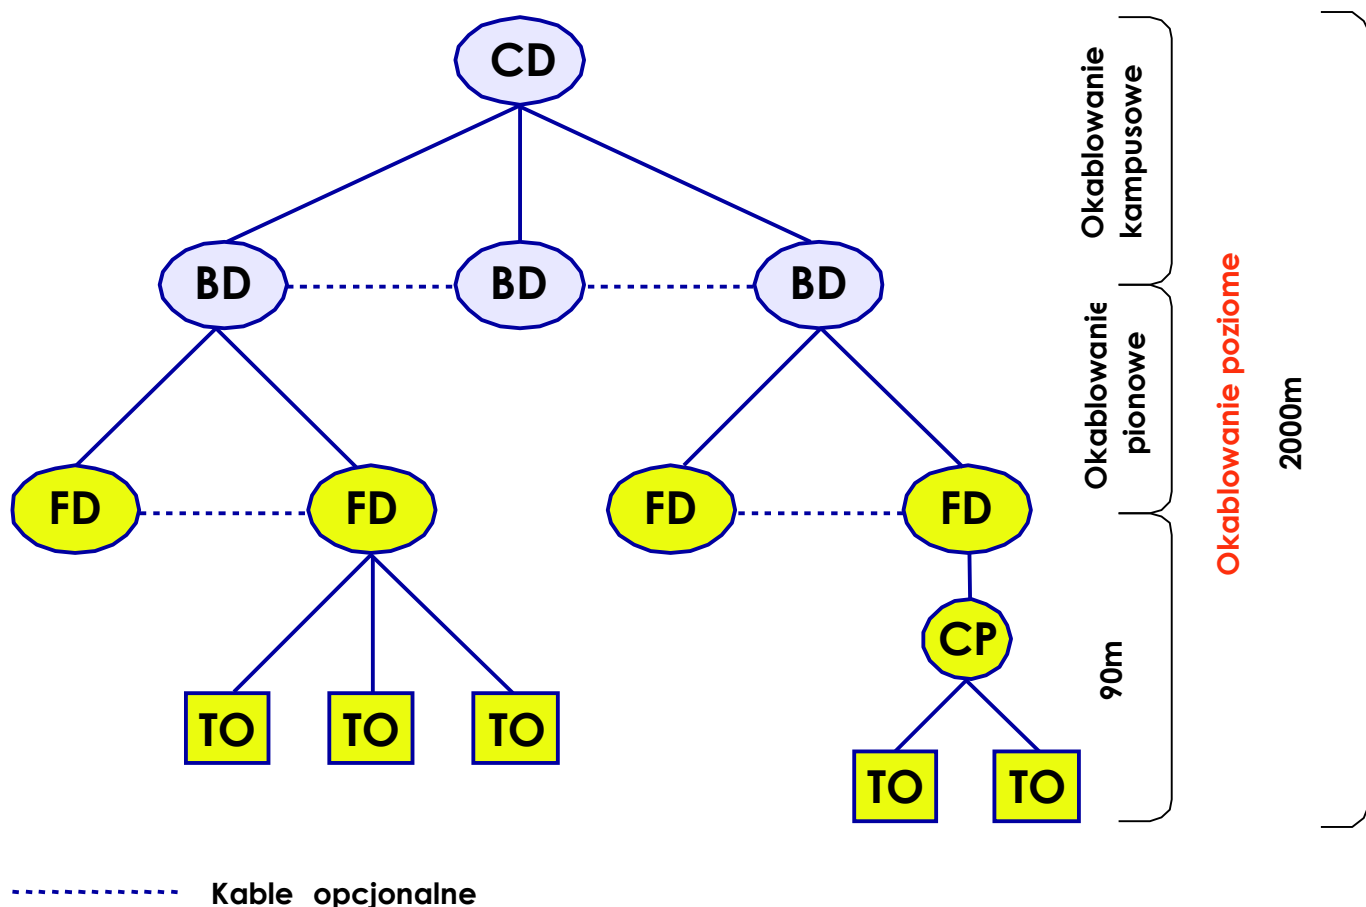 CD
BD BD BD
FD FD FD FD
CP
TO TO TO
TO TO
Okablowanie
kampusowe
Okablowanie
pionowe
90m
Okablowanie poziome
2000m
Kable opcjonalne